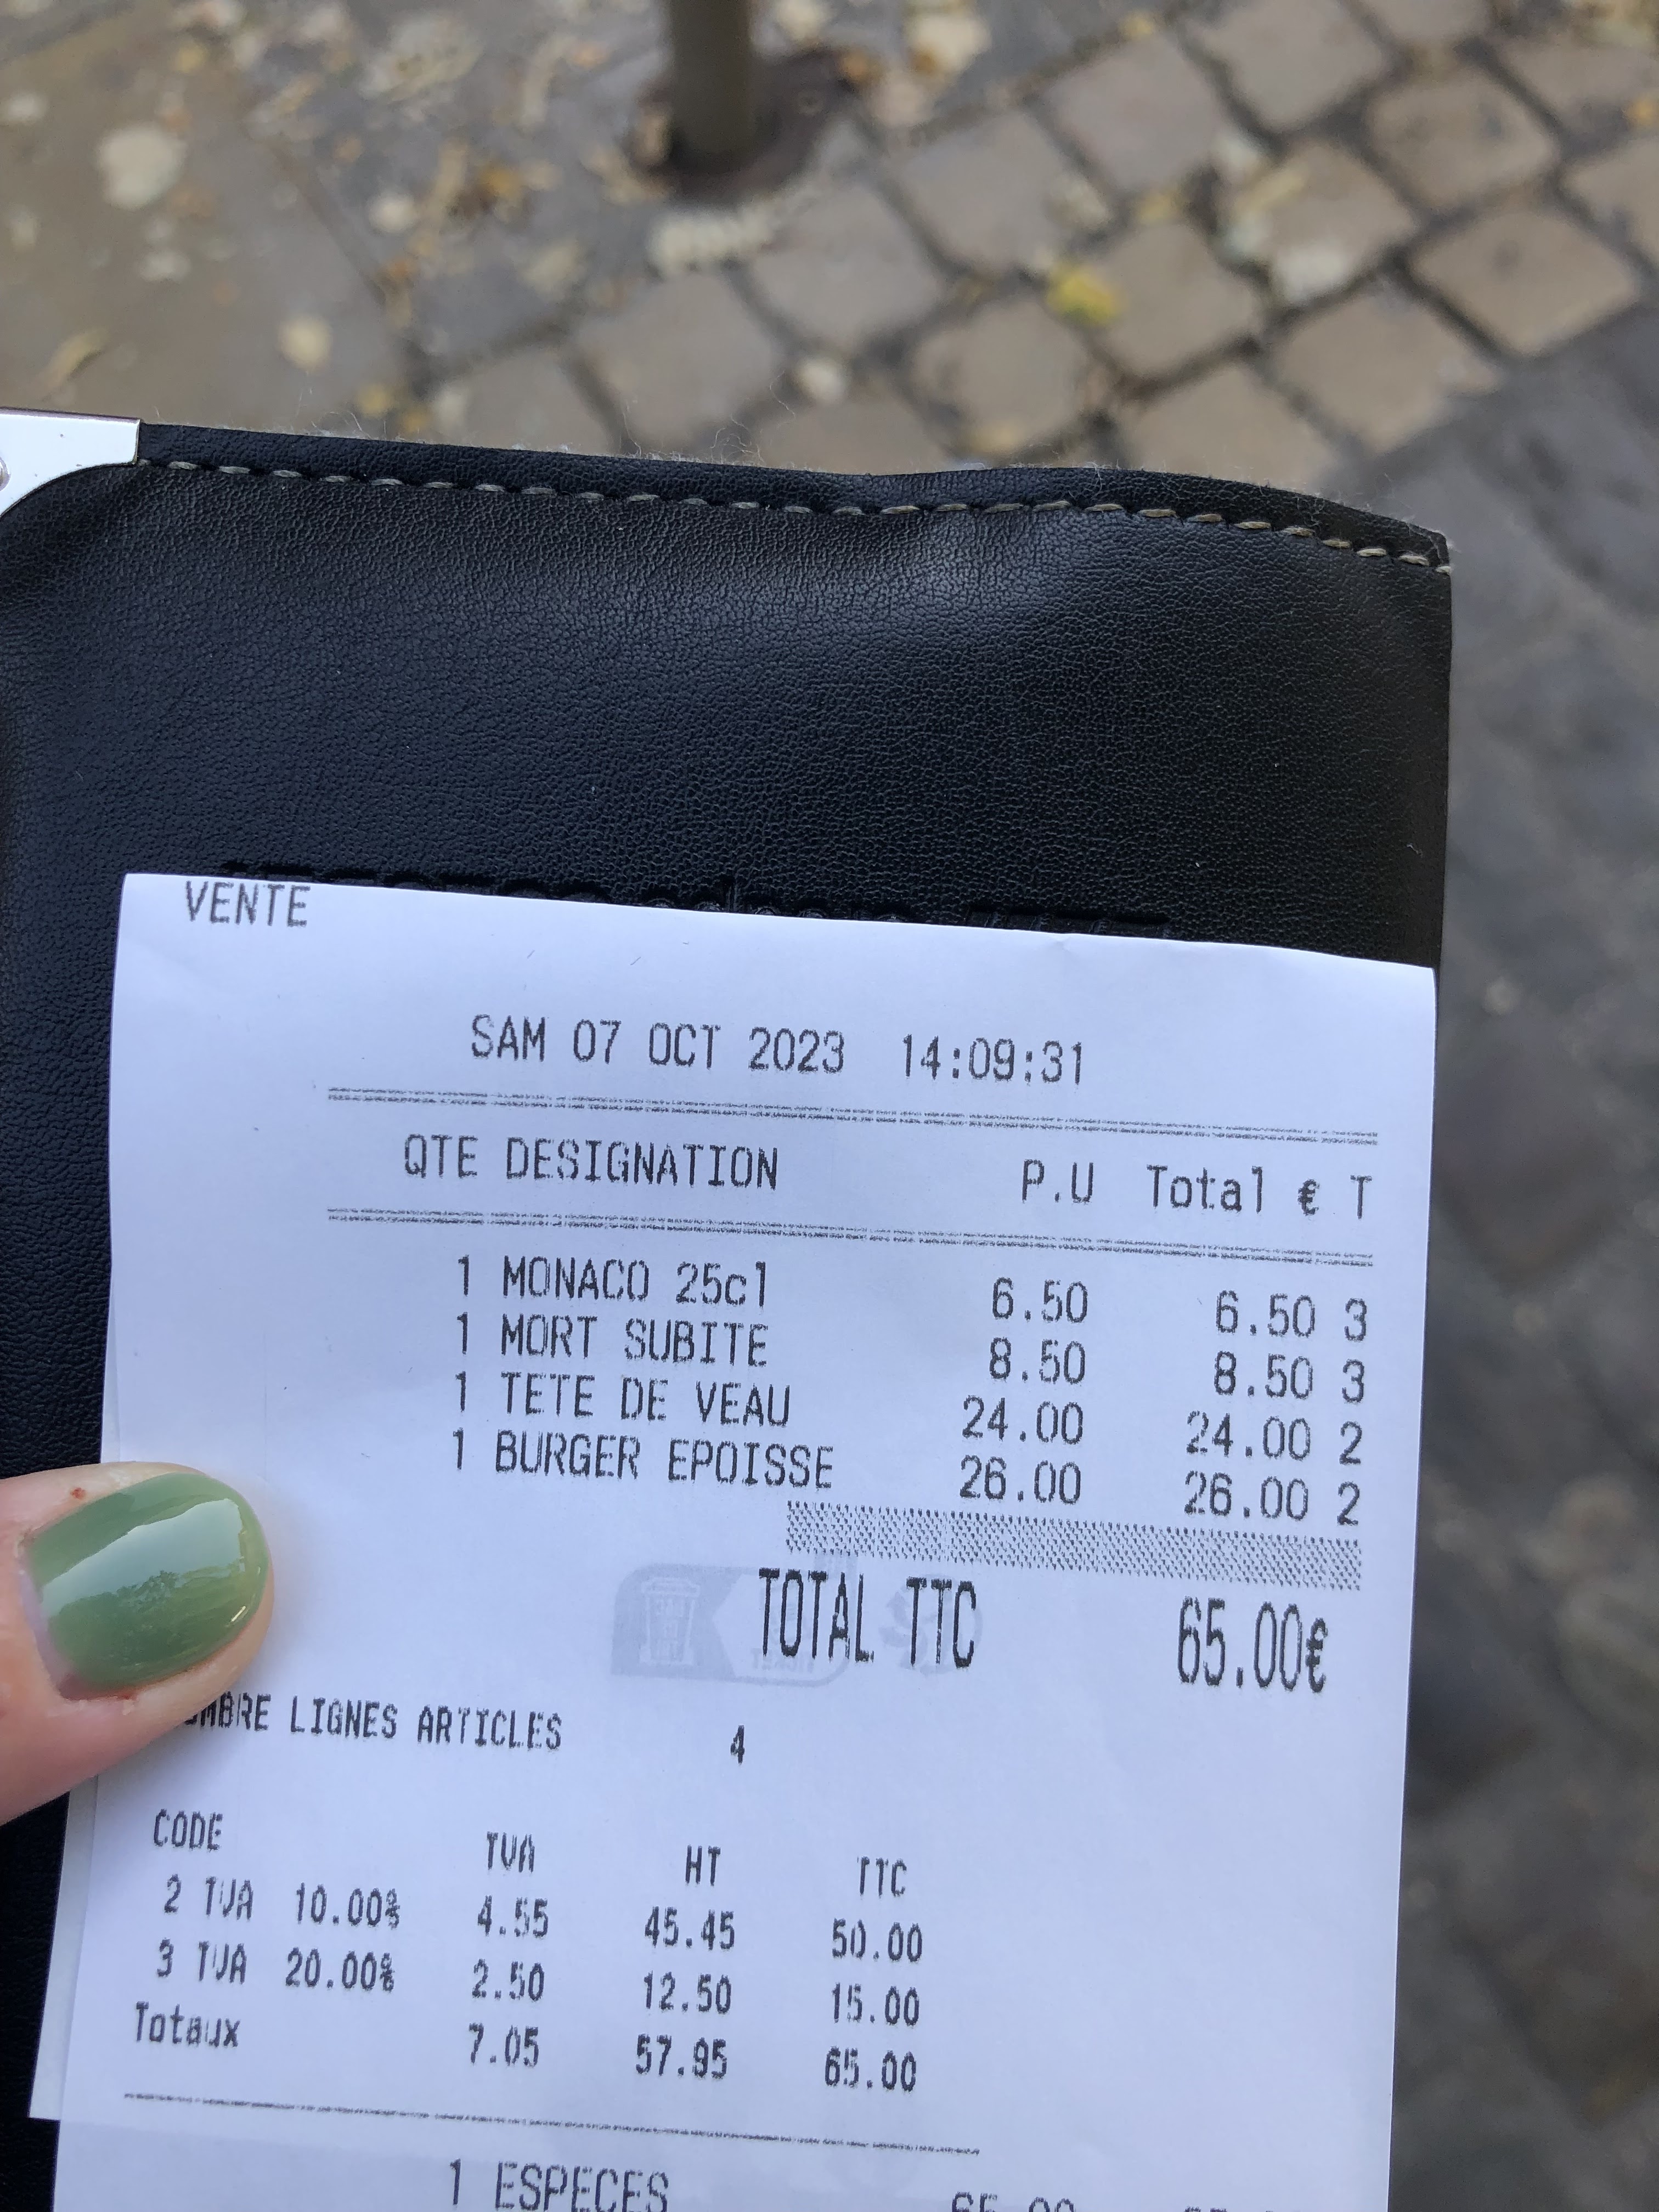 VENTE
SAM 07 OCT 2023 14:09:31
QTE DESIGNATION P.U Total € T
1 MONACO 25cl 6.50 6.50 3
1 MORT SUBITE 8.50 8.50 3
1 TETE DE VEAU 24.00 24.00 2
1 BURGER EPOISSE 26.00 26.00 2
TOTAL TTC 65.00€
LIGNES ARTICLES 4
CODE TVA HT TTC
2 TVA 10.00% 4.55 45.45 50.00
3 TVA 20.00% 2.50 12.50 15.00
Totaux 7.05 57.95 65.00
1 ESPECES